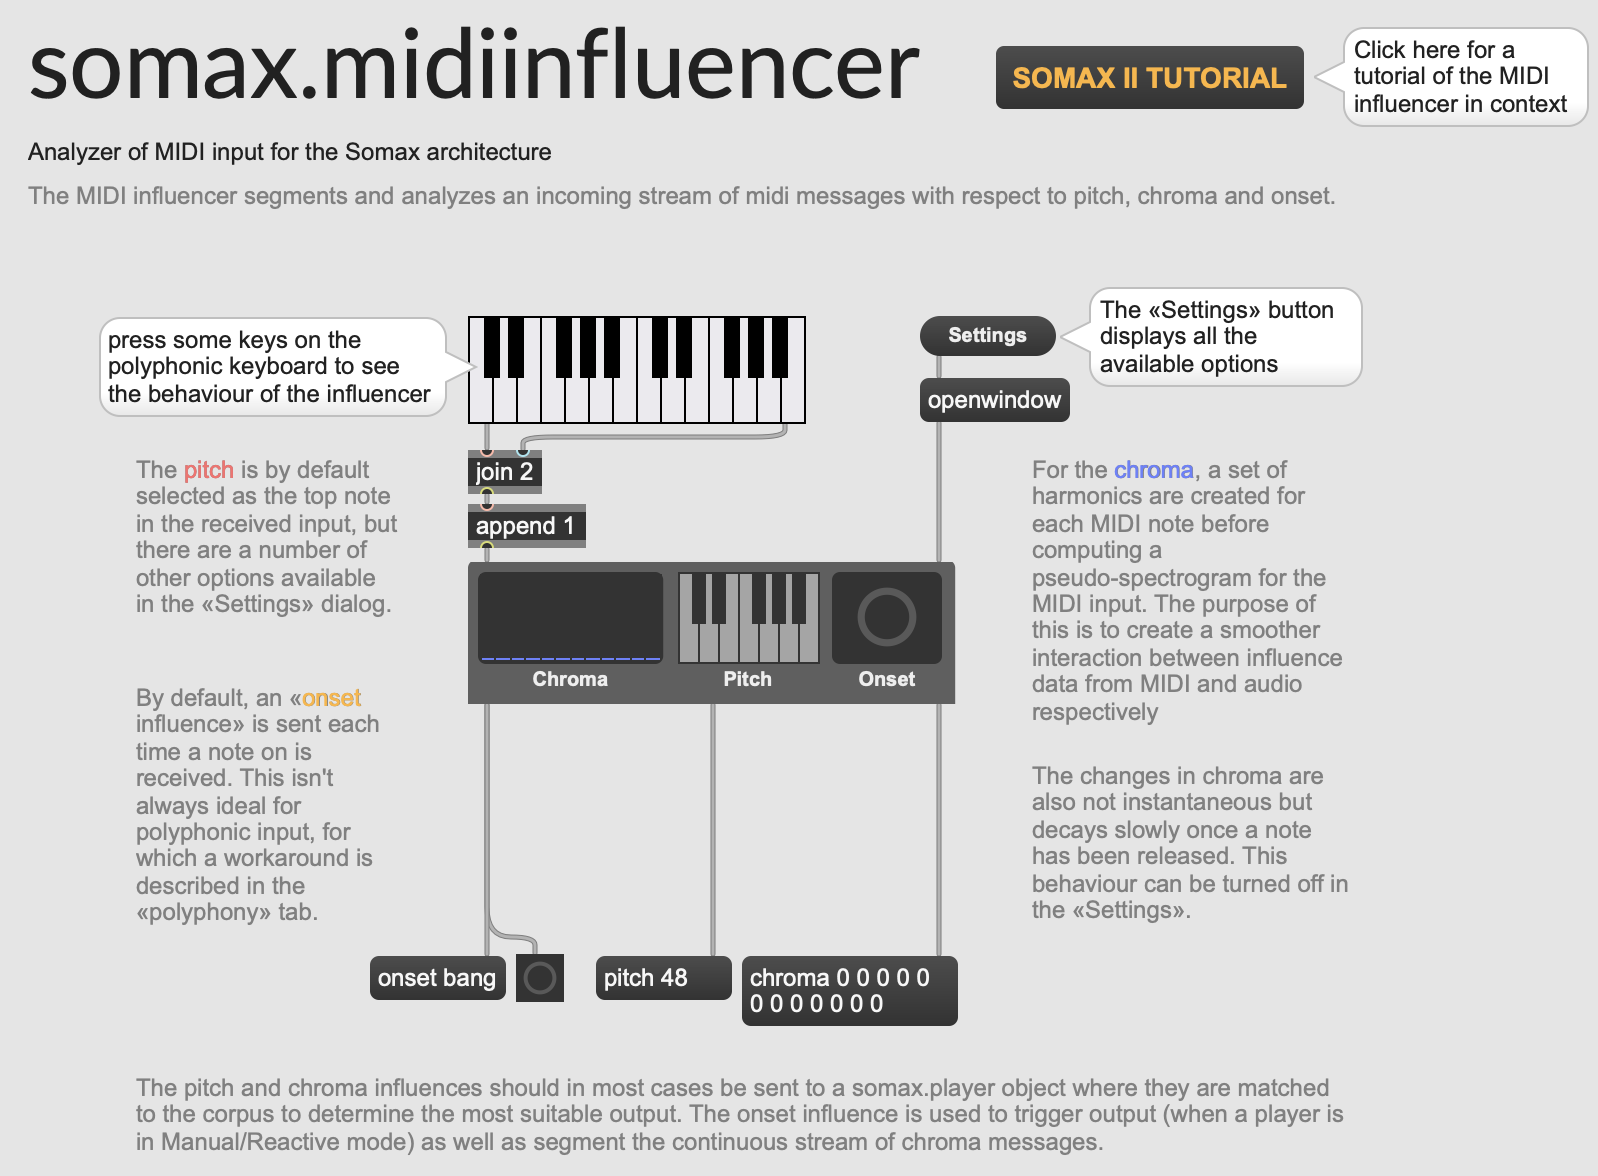 somax.midiinfluencer
SOMAX II TUTORIAL
Click here for a
tutorial of the MIDI
influencer in context
Analyzer of MIDI input for the Somax architecture
The MIDI influencer segments and analyzes an incoming stream of midi messages with respect to pitch, chroma and onset.
press some keys on the
polyphonic keyboard to see
the behaviour of the influencer
Settings
The «Settings» button
displays all the
available options
openwindow
join 2
append 1
The pitch is by default
selected as the top note
in the received input, but
there are a number of
other options available
in the «Settings» dialog.
For the chroma, a set of
harmonics are created for
each MIDI note before
computing a
pseudo-spectrogram for the
MIDI input. The purpose of
this is to create a smoother
interaction between influence
data from MIDI and audio
respectively
Chroma
Pitch
Onset
By default, an «onset
influence» is sent each
time a note on is
received. This isn't
always ideal for
polyphonic input, for
which a workaround is
described in the
«polyphony» tab.
The changes in chroma are
also not instantaneous but
decays slowly once a note
has been released. This
behaviour can be turned off in
the «Settings».
onset bang
pitch 48
chroma 0 0 0 0 0
0 0 0 0 0 0 0
The pitch and chroma influences should in most cases be sent to a somax.player object where they are matched
to the corpus to determine the most suitable output. The onset influence is used to trigger output (when a player is
in Manual/Reactive mode) as well as segment the continuous stream of chroma messages.